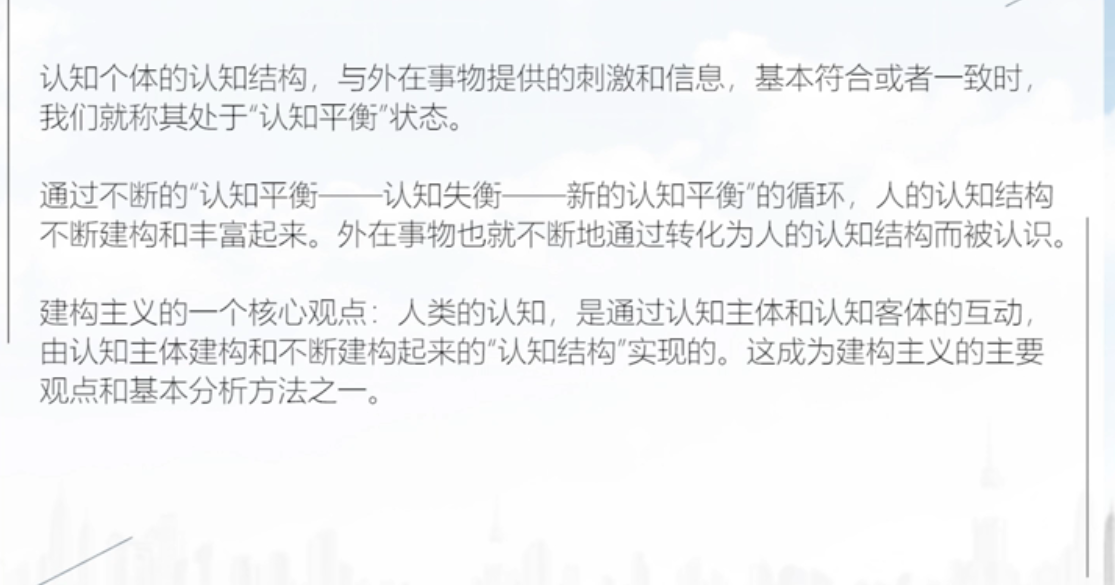 认知个体的认知结构，与外在事物提供的刺激和信息，基本符合或者一致时，
我们就称其处于“认知平衡”状态。
通过不断的“认知平衡——认知失衡——新的认知平衡”的循环，人的认知结构
不断建构和丰富起来。外在事物也就不断地通过转化为人的认知结构而被认识。
建构主义的一个核心观点：人类的认知，是通过认知主体和认知客体的互动，
由认知主体建构和不断建构起来的“认知结构”实现的。这成为建构主义的主要
观点和基本分析方法之一。